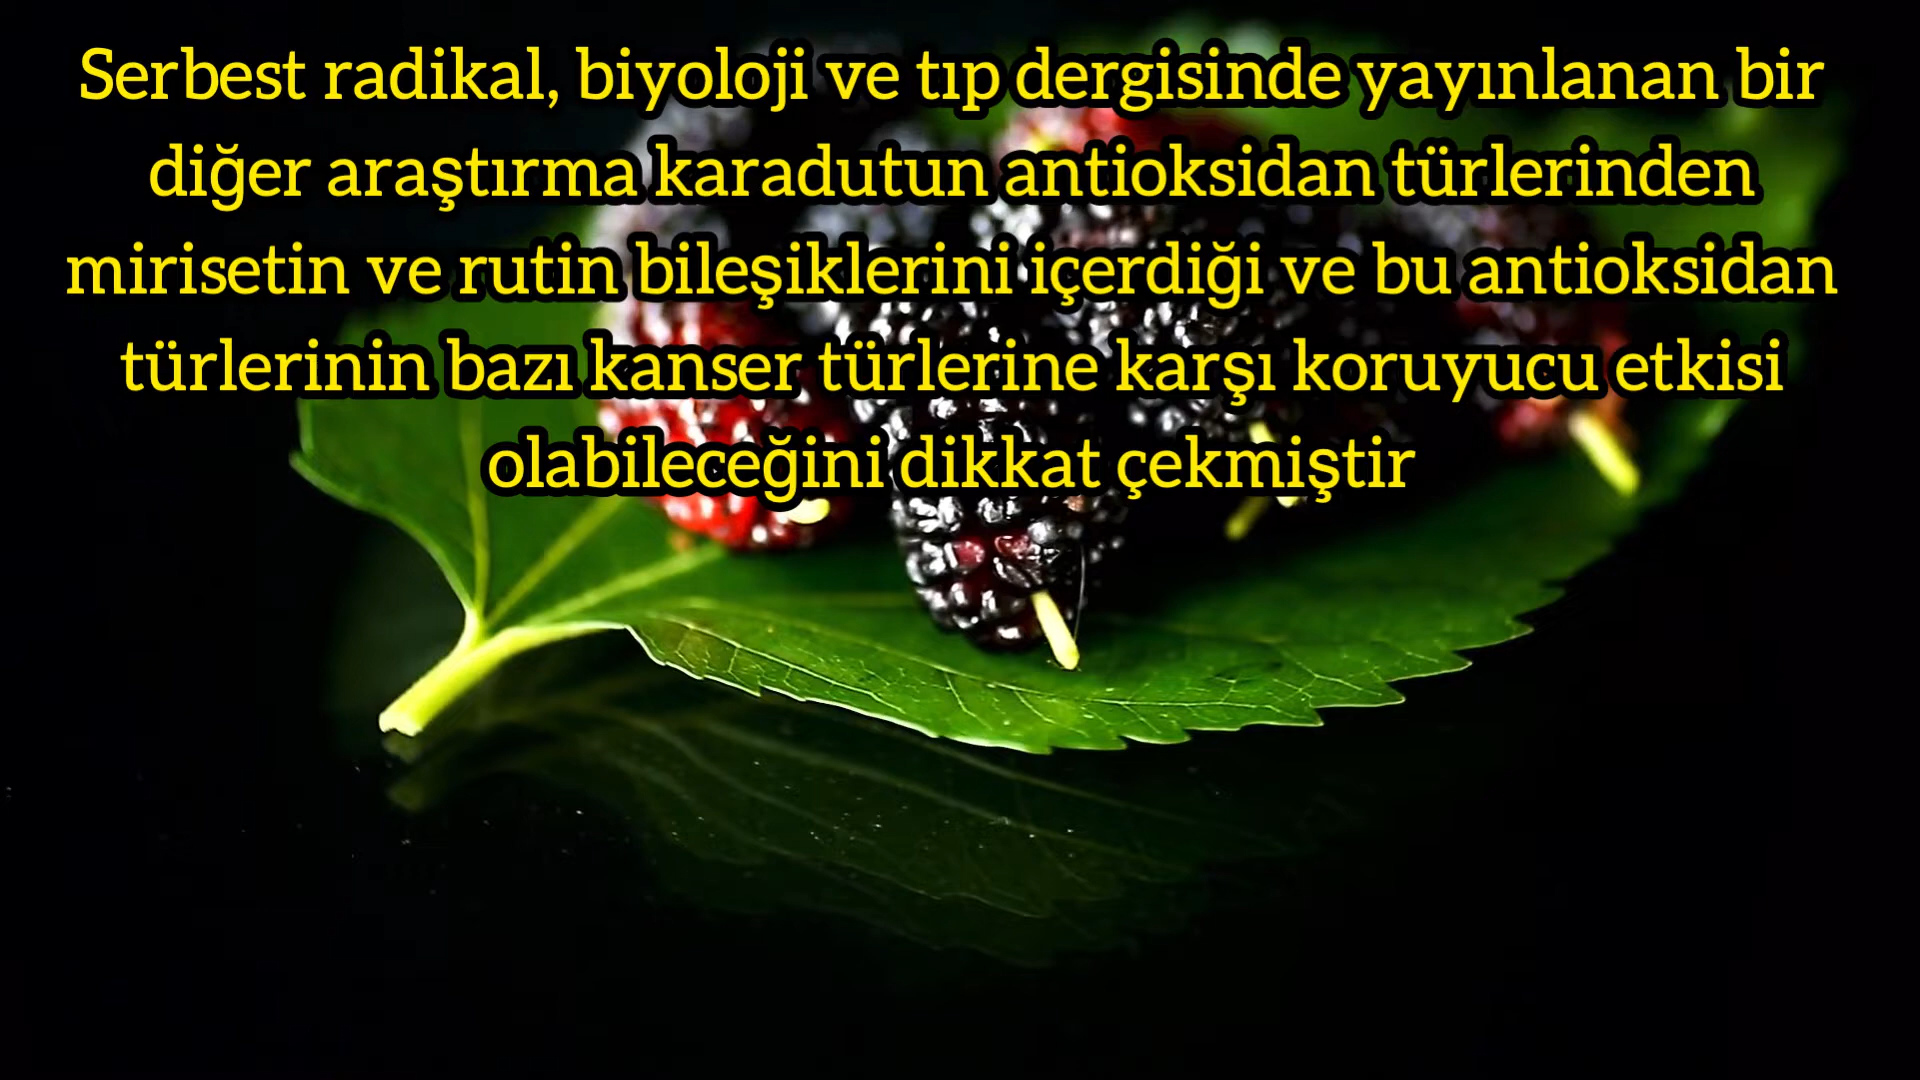 Serbest radikal, biyoloji ve tıp dergisinde yayınlanan bir
diğer araştırma karadutun antioksidan türlerinden
mirisetin ve rutin bileşiklerini içerdiği ve bu antioksidan
türlerinin bazı kanser türlerine karşı koruyucu etkisi
olabileceğini dikkat çekmiştir